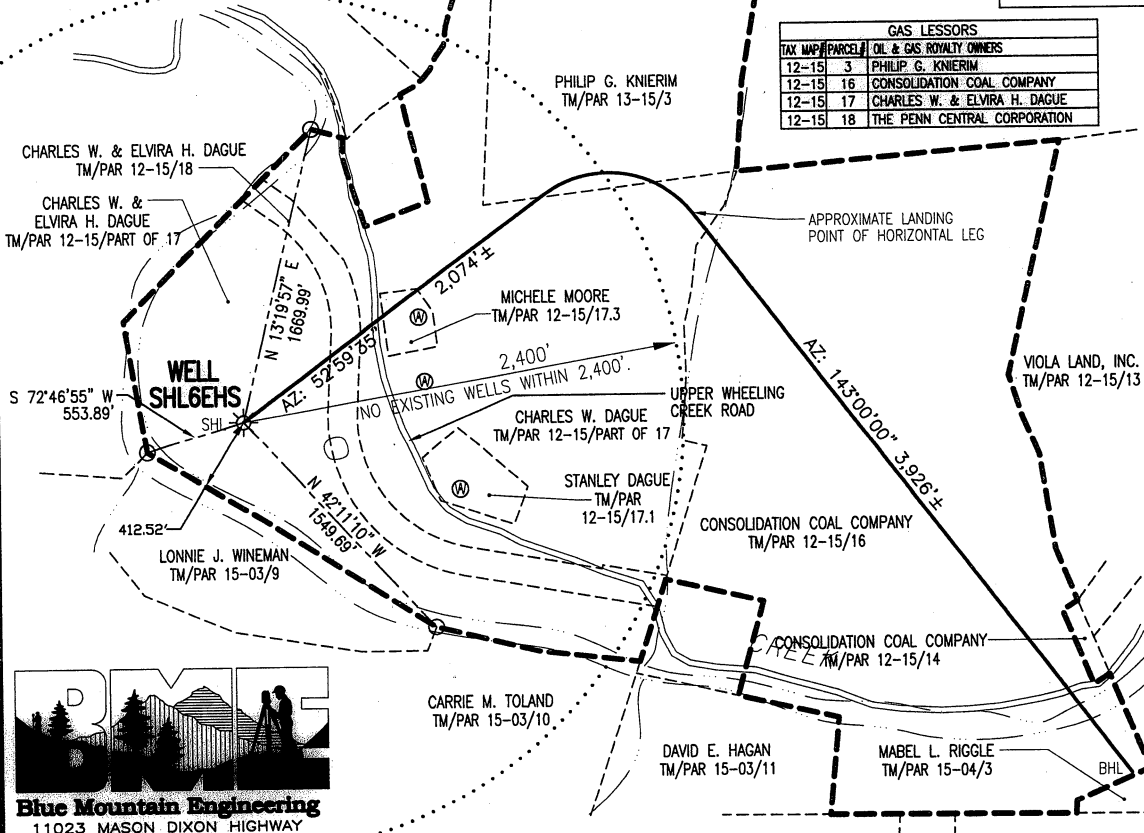 GAS LESSORS
TAX MAP# PARCEL# OIL & GAS ROYALTY OWNERS
12-15 3 PHILIP G. KNIERIM
12-15 16 CONSOLIDATION COAL COMPANY
12-15 17 CHARLES W. & ELVIRA H. DAGUE
12-15 18 THE PENN CENTRAL CORPORATION
PHILIP G. KNIERIM
TM/PAR 13-15/3
CHARLES W. & ELVIRA H. DAGUE
TM/PAR 12-15/18
CHARLES W. &
ELVIRA H. DAGUE
TM/PAR 12-15/PART OF 17
APPROXIMATE LANDING
POINT OF HORIZONTAL LEG
N 13°19'57" E
1669.99'
2,074'±
AZ: 52°59'35"
MICHELE MOORE
TM/PAR 12-15/17.3
W
2,400'
NO EXISTING WELLS WITHIN 2,400'.
W
WELL
SHL6EHS
SHL
S 72°46'55" W
553.89'
UPPER WHEELING
CREEK ROAD
CHARLES W. DAGUE
TM/PAR 12-15/PART OF 17
AZ: 143°00'00" 3,926'±
VIOLA LAND, INC.
TM/PAR 12-15/13
STANLEY DAGUE
TM/PAR
12-15/17.1
W
N 42°11'10" W
1549.69'
412.52'
LONNIE J. WINEMAN
TM/PAR 15-03/9
CONSOLIDATION COAL COMPANY
TM/PAR 12-15/16
CONSOLIDATION COAL COMPANY
TM/PAR 12-15/14
CREEK
CARRIE M. TOLAND
TM/PAR 15-03/10
DAVID E. HAGAN
TM/PAR 15-03/11
MABEL L. RIGGLE
TM/PAR 15-04/3
BHL
BME
Blue Mountain Engineering
11023 MASON DIXON HIGHWAY